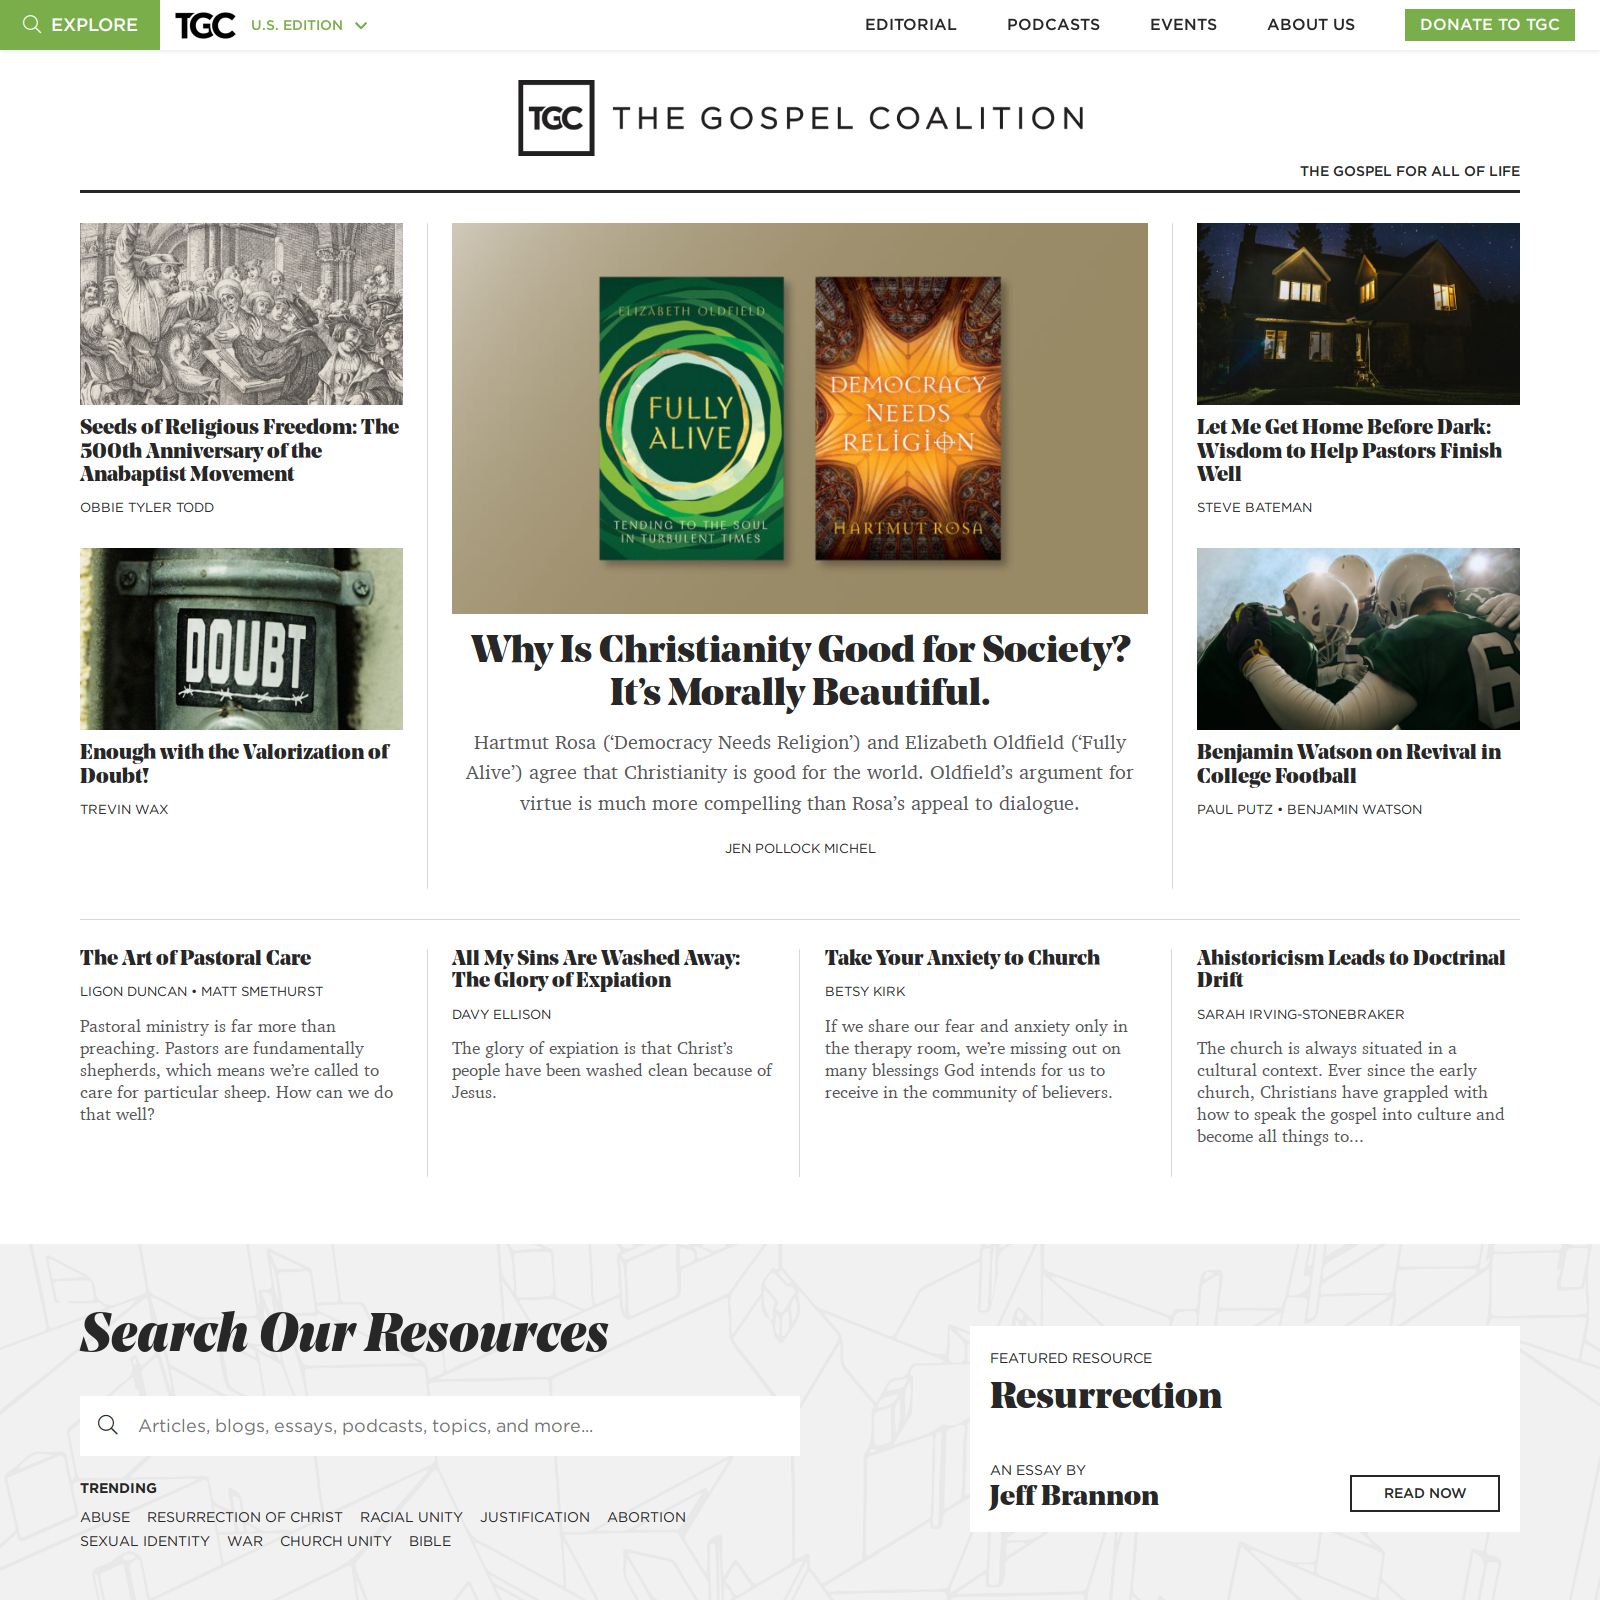 EXPLORE
TGC
U.S. EDITION
EDITORIAL
PODCASTS
EVENTS
ABOUT US
DONATE TO TGC
TGC THE GOSPEL COALITION
THE GOSPEL FOR ALL OF LIFE
Seeds of Religious Freedom: The
500th Anniversary of the
Anabaptist Movement
OBBIE TYLER TODD
DOUBT
Enough with the Valorization of
Doubt!
TREVIN WAX
ELIZABETH OLDFIELD
FULLY
ALIVE
TENDING TO THE SOUL
IN TURBULENT TIMES
DEMOCRACY
NEEDS
RELIGION
HARTMUT ROSA
Why Is Christianity Good for Society?
It’s Morally Beautiful.
Hartmut Rosa (‘Democracy Needs Religion’) and Elizabeth Oldfield (‘Fully
Alive’) agree that Christianity is good for the world. Oldfield’s argument for
virtue is much more compelling than Rosa’s appeal to dialogue.
JEN POLLOCK MICHEL
Let Me Get Home Before Dark:
Wisdom to Help Pastors Finish
Well
STEVE BATEMAN
Benjamin Watson on Revival in
College Football
PAUL PUTZ • BENJAMIN WATSON
The Art of Pastoral Care
LIGON DUNCAN • MATT SMETHURST
Pastoral ministry is far more than
preaching. Pastors are fundamentally
shepherds, which means we’re called to
care for particular sheep. How can we do
that well?
All My Sins Are Washed Away:
The Glory of Expiation
DAVY ELLISON
The glory of expiation is that Christ’s
people have been washed clean because of
Jesus.
Take Your Anxiety to Church
BETSY KIRK
If we share our fear and anxiety only in
the therapy room, we’re missing out on
many blessings God intends for us to
receive in the community of believers.
Ahistoricism Leads to Doctrinal
Drift
SARAH IRVING-STONEBRAKER
The church is always situated in a
cultural context. Ever since the early
church, Christians have grappled with
how to speak the gospel into culture and
become all things to…
Search Our Resources
Articles, blogs, essays, podcasts, topics, and more...
TRENDING
ABUSE RESURRECTION OF CHRIST RACIAL UNITY JUSTIFICATION ABORTION
SEXUAL IDENTITY WAR CHURCH UNITY BIBLE
FEATURED RESOURCE
Resurrection
AN ESSAY BY
Jeff Brannon
READ NOW